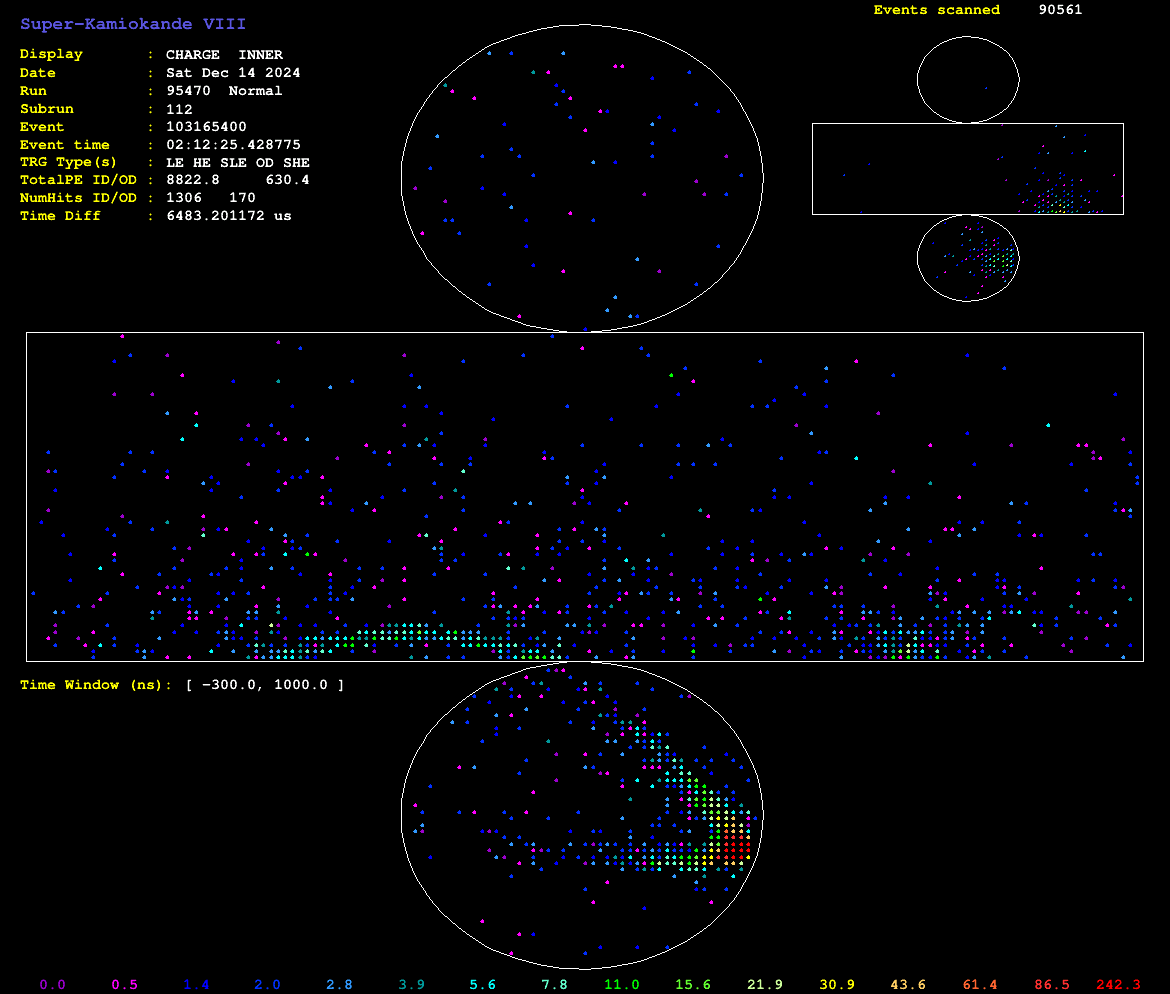 Super-Kamiokande VIII
Events scanned 90561
Display : CHARGE INNER
Date : Sat Dec 14 2024
Run : 95470 Normal
Subrun : 112
Event : 103165400
Event time : 02:12:25.428775
TRG Type(s) : LE HE SLE OD SHE
TotalPE ID/OD : 8822.8 630.4
NumHits ID/OD : 1306 170
Time Diff : 6483.201172 us
Time Window (ns): [ −300.0, 1000.0 ]
0.0 0.5 1.4 2.0 2.8 3.9 5.6 7.8 11.0 15.6 21.9 30.9 43.6 61.4 86.5 242.3